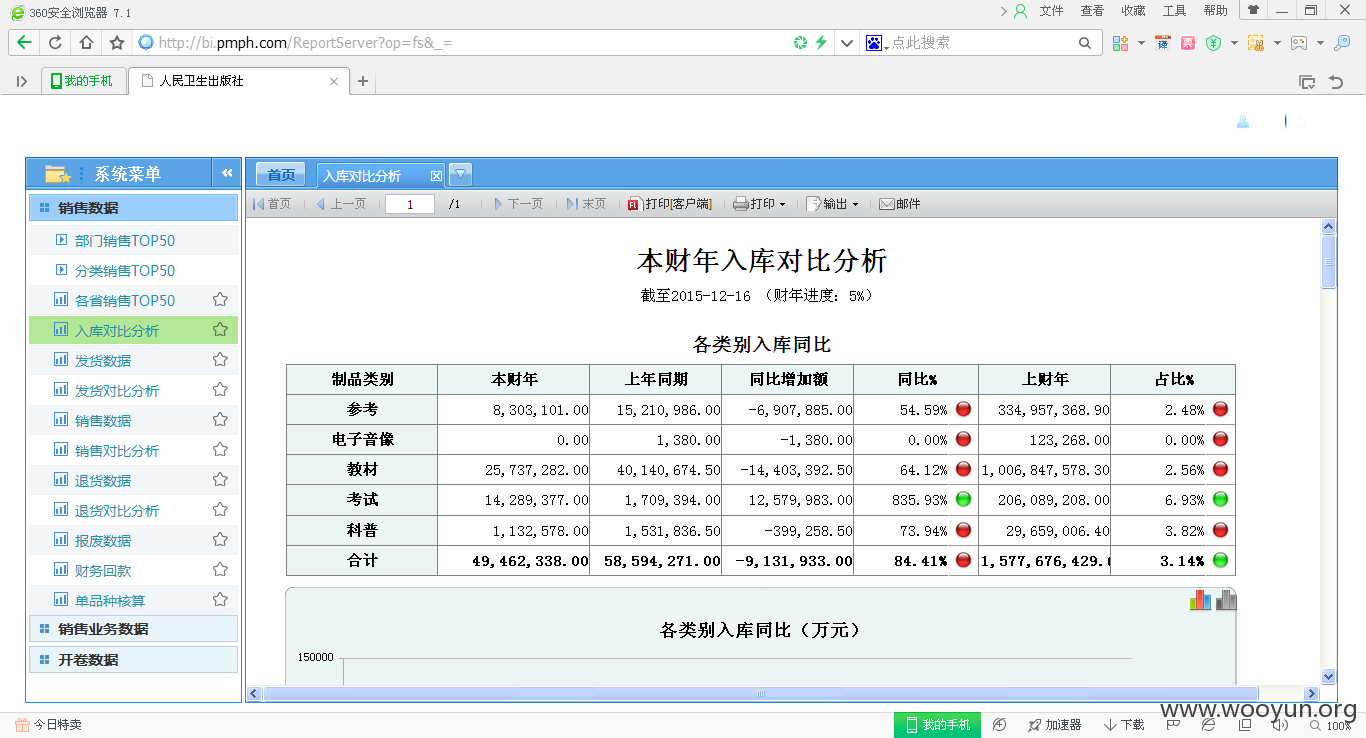 360安全浏览器 7.1
文件 查看 收藏 工具 帮助
http://bi.pmph.com/ReportServer?op=fs&_=
点此搜索
我的手机 人民卫生出版社
系统菜单
首页 入库对比分析
首页 上一页 1 /1 下一页 末页 打印[客户端] 打印 输出 邮件
销售数据
部门销售TOP50
分类销售TOP50
各省销售TOP50
入库对比分析
发货数据
发货对比分析
销售数据
销售对比分析
退货数据
退货对比分析
报废数据
财务回款
单品种核算
销售业务数据
开卷数据
本财年入库对比分析
截至2015-12-16 (财年进度: 5%)
各类别入库同比
制品类别 本财年 上年同期 同比增加额 同比% 上财年 占比%
参考 8,303,101.00 15,210,986.00 -6,907,885.00 54.59% 334,957,368.90 2.48%
电子音像 0.00 1,380.00 -1,380.00 0.00% 123,268.00 0.00%
教材 25,737,282.00 40,140,674.50 -14,403,392.50 64.12% 1,006,847,578.30 2.56%
考试 14,289,377.00 1,709,394.00 12,579,983.00 835.93% 206,089,208.00 6.93%
科普 1,132,578.00 1,531,836.50 -399,258.50 73.94% 29,659,006.40 3.82%
合计 49,462,338.00 58,594,271.00 -9,131,933.00 84.41% 1,577,676,429. 3.14%
各类别入库同比（万元）
150000
www.wooyun.org
今日特卖 我的手机 加速器 下载 100%